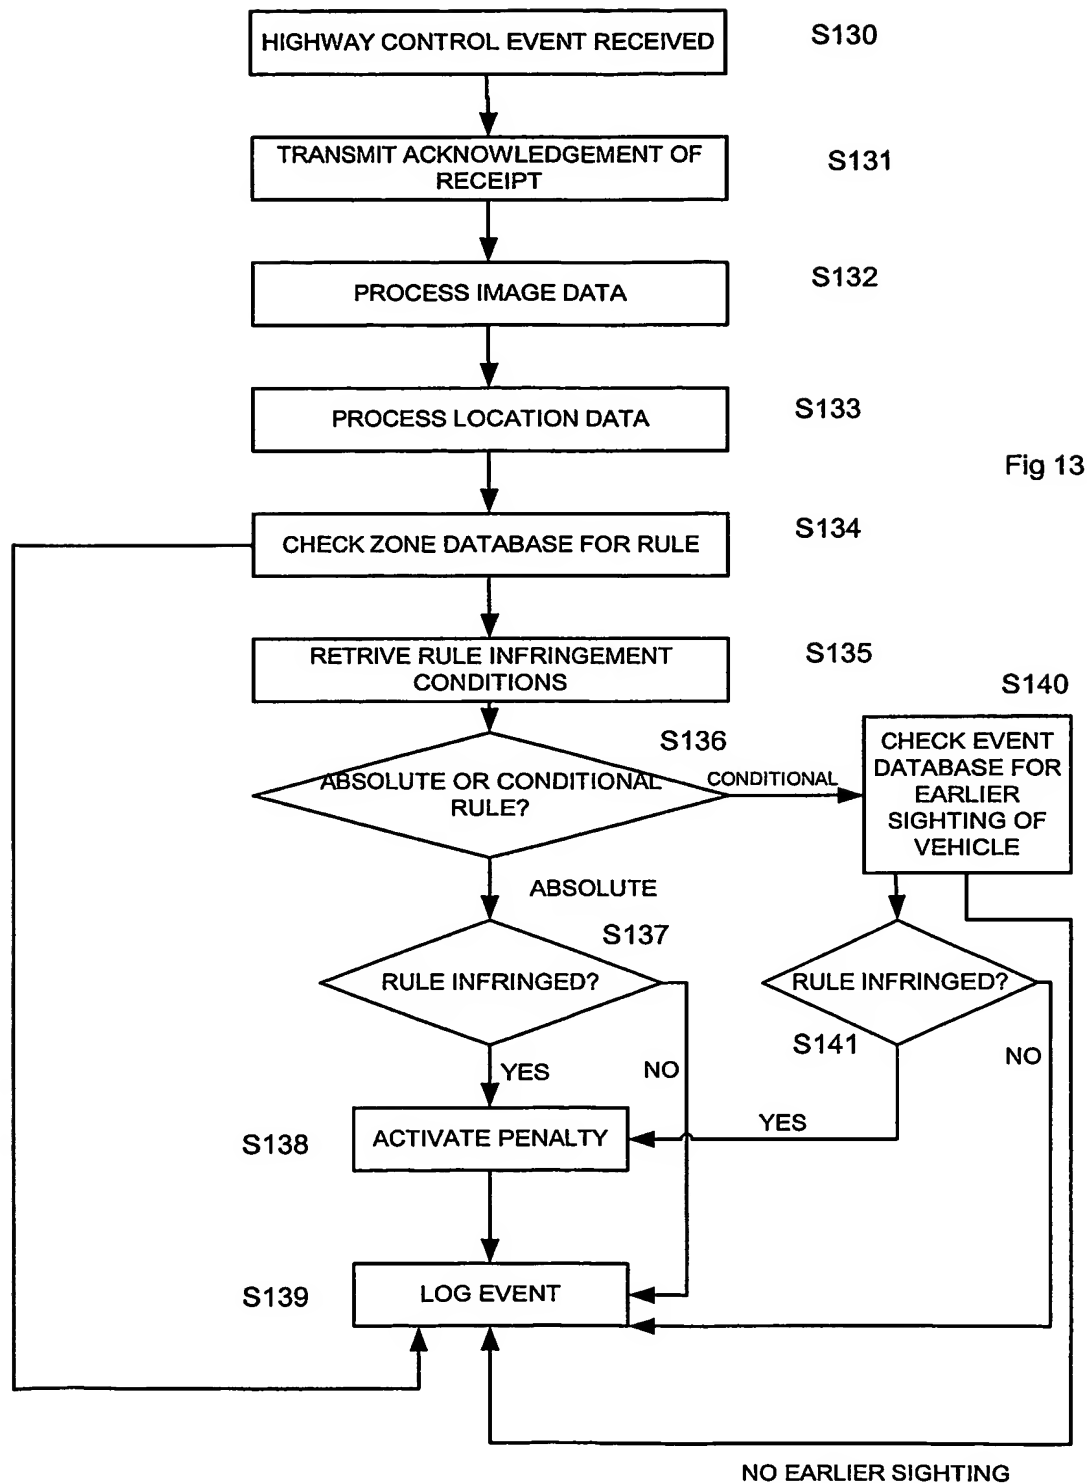 HIGHWAY CONTROL EVENT RECEIVED
S130
TRANSMIT ACKNOWLEDGEMENT OF
RECEIPT
S131
PROCESS IMAGE DATA
S132
PROCESS LOCATION DATA
S133
Fig 13
CHECK ZONE DATABASE FOR RULE
S134
RETRIVE RULE INFRINGEMENT
CONDITIONS
S135
S140
S136
ABSOLUTE OR CONDITIONAL
RULE?
CONDITIONAL
CHECK EVENT
DATABASE FOR
EARLIER
SIGHTING OF
VEHICLE
ABSOLUTE
S137
RULE INFRINGED?
RULE INFRINGED?
S141
YES
NO
NO
YES
S138
ACTIVATE PENALTY
S139
LOG EVENT
NO EARLIER SIGHTING